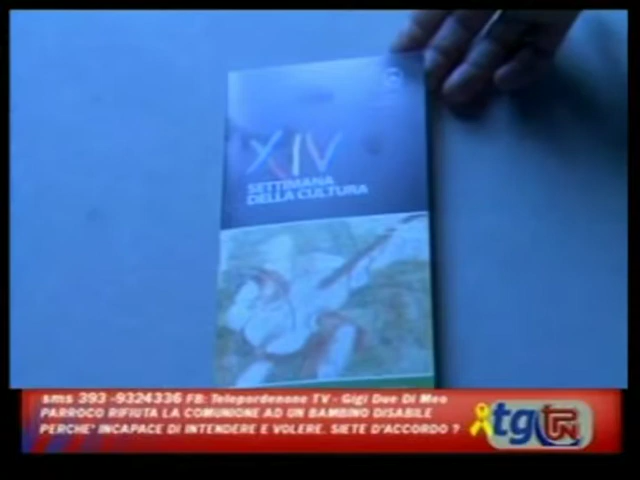 XIV
SETTIMANA
DELLA CULTURA
sms 393 -9324336 FB: Telepordenone TV - Gigi Due Di Meo
PARROCO RIFIUTA LA COMUNIONE AD UN BAMBINO DISABILE
PERCHE' INCAPACE DI INTENDERE E VOLERE. SIETE D'ACCORDO ?
tg TPN